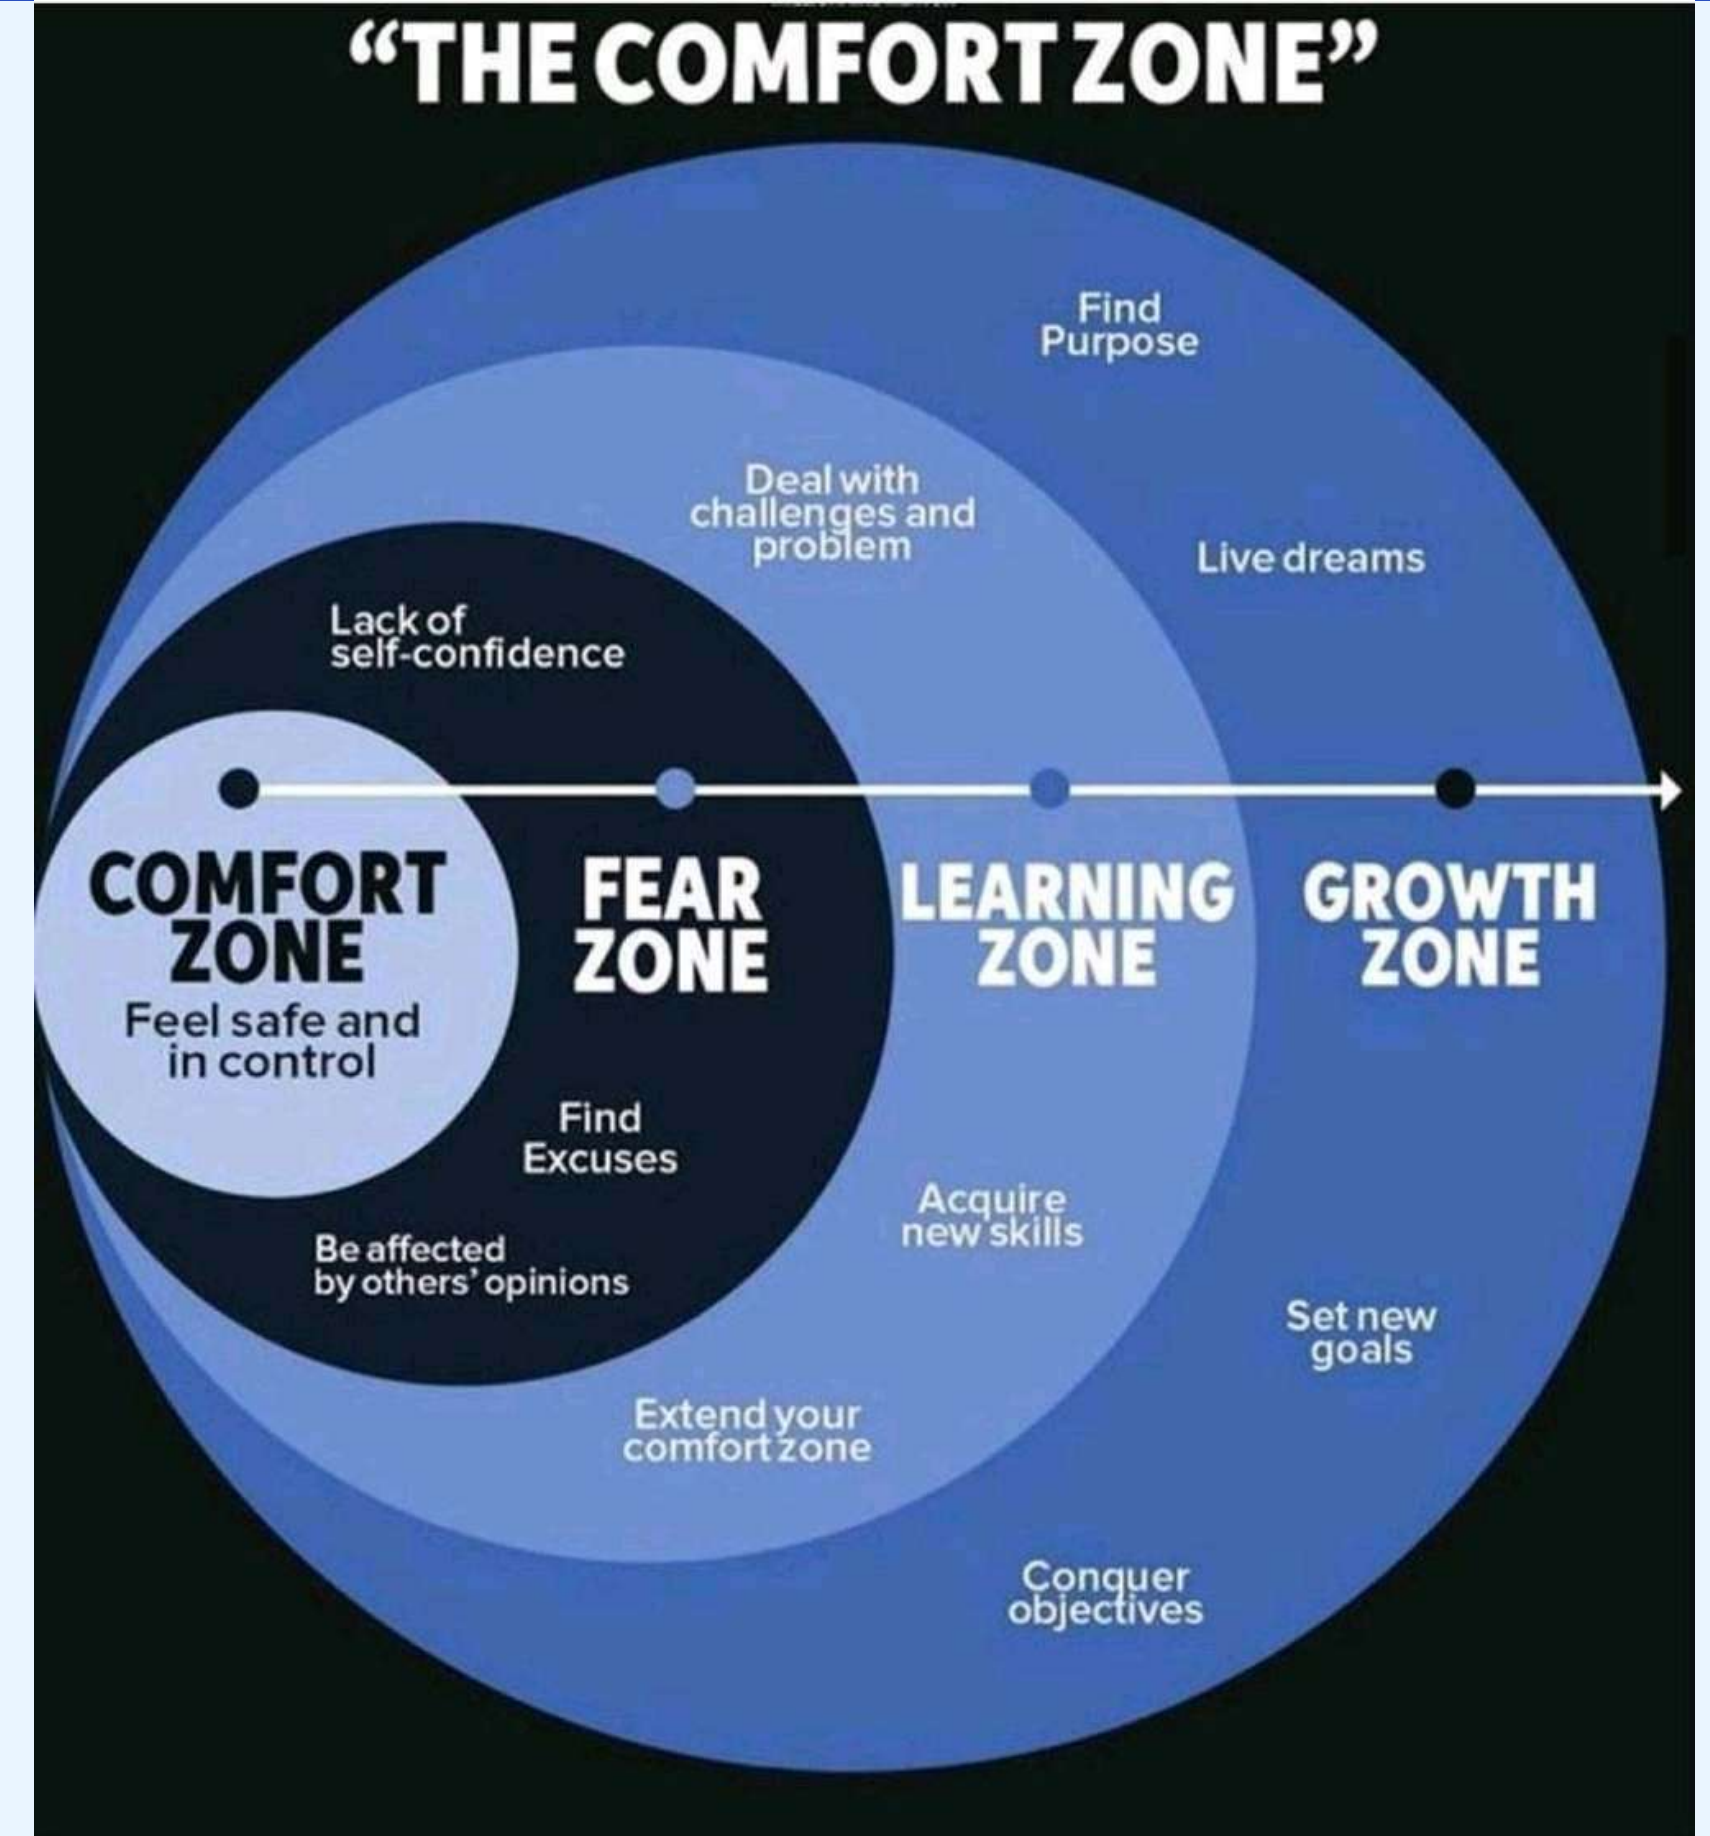 “THE COMFORT ZONE”
Find
Purpose
Deal with
challenges and
problem
Live dreams
Lack of
self-confidence
COMFORT
ZONE
Feel safe and
in control
FEAR
ZONE
LEARNING
ZONE
GROWTH
ZONE
Find
Excuses
Acquire
new skills
Be affected
by others’ opinions
Set new
goals
Extend your
comfort zone
Conquer
objectives